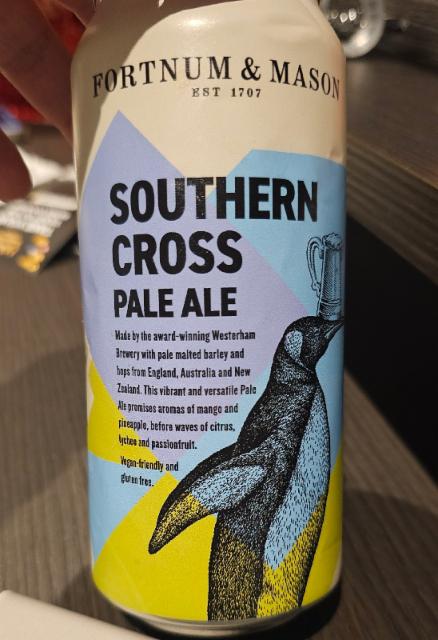 FORTNUM & MASON
EST 1707
SOUTHERN
CROSS
PALE ALE
Made by the award-winning Westerham
Brewery with pale malted barley and
hops from England, Australia and New
Zealand. This vibrant and versatile Pale
Ale promises aromas of mango and
pineapple, before waves of citrus,
lychee and passionfruit.
Vegan-friendly and
gluten free.